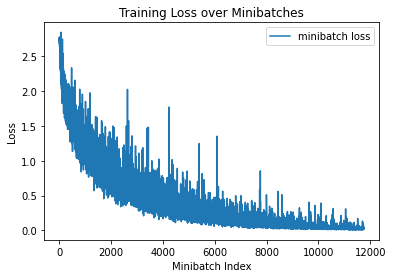 Training Loss over Minibatches
minibatch loss
Loss
2.5
2.0
1.5
1.0
0.5
0.0
0 2000 4000 6000 8000 10000 12000
Minibatch Index